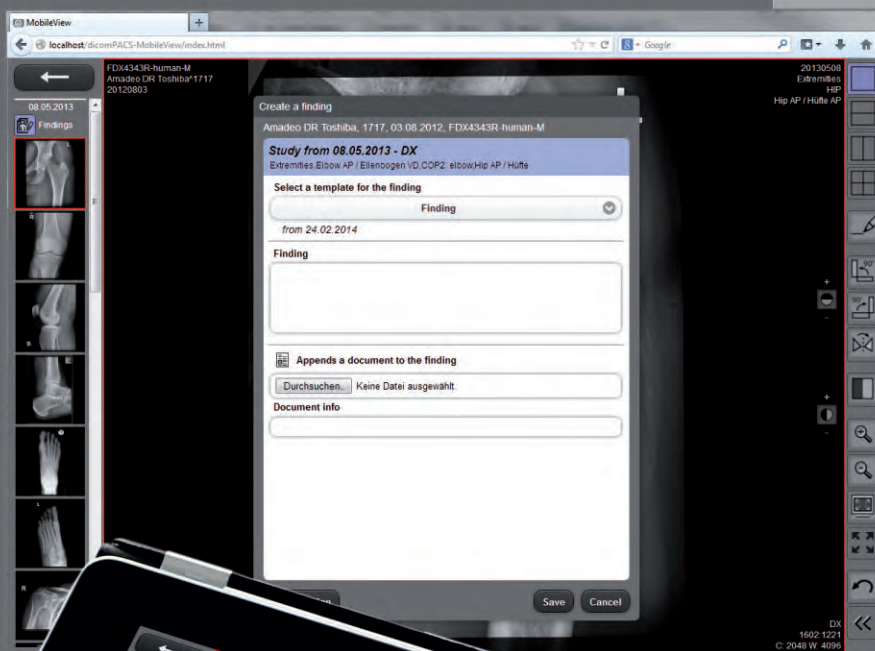 MobileView
localhost/dicomPACS-MobileView/index.html
Google
FDX4343R-human-M
Amadeo DR Toshiba^1717
20120803
20130508
Extremities
HIP
Hip AP / Hüfte AP
08.05.2013
Findings
Create a finding
Amadeo DR Toshiba, 1717, 03.08.2012, FDX4343R-human-M
Study from 08.05.2013 - DX
Extremities,Elbow AP / Ellenbogen VD,COP2: elbow,Hip AP / Hüfte
Select a template for the finding
Finding
from 24.02.2014
Finding
Appends a document to the finding
Durchsuchen... Keine Datei ausgewählt.
Document info
Save Cancel
DX
1602:1221
C: 2048 W: 4096
90°
90°
L
R
R
L
R